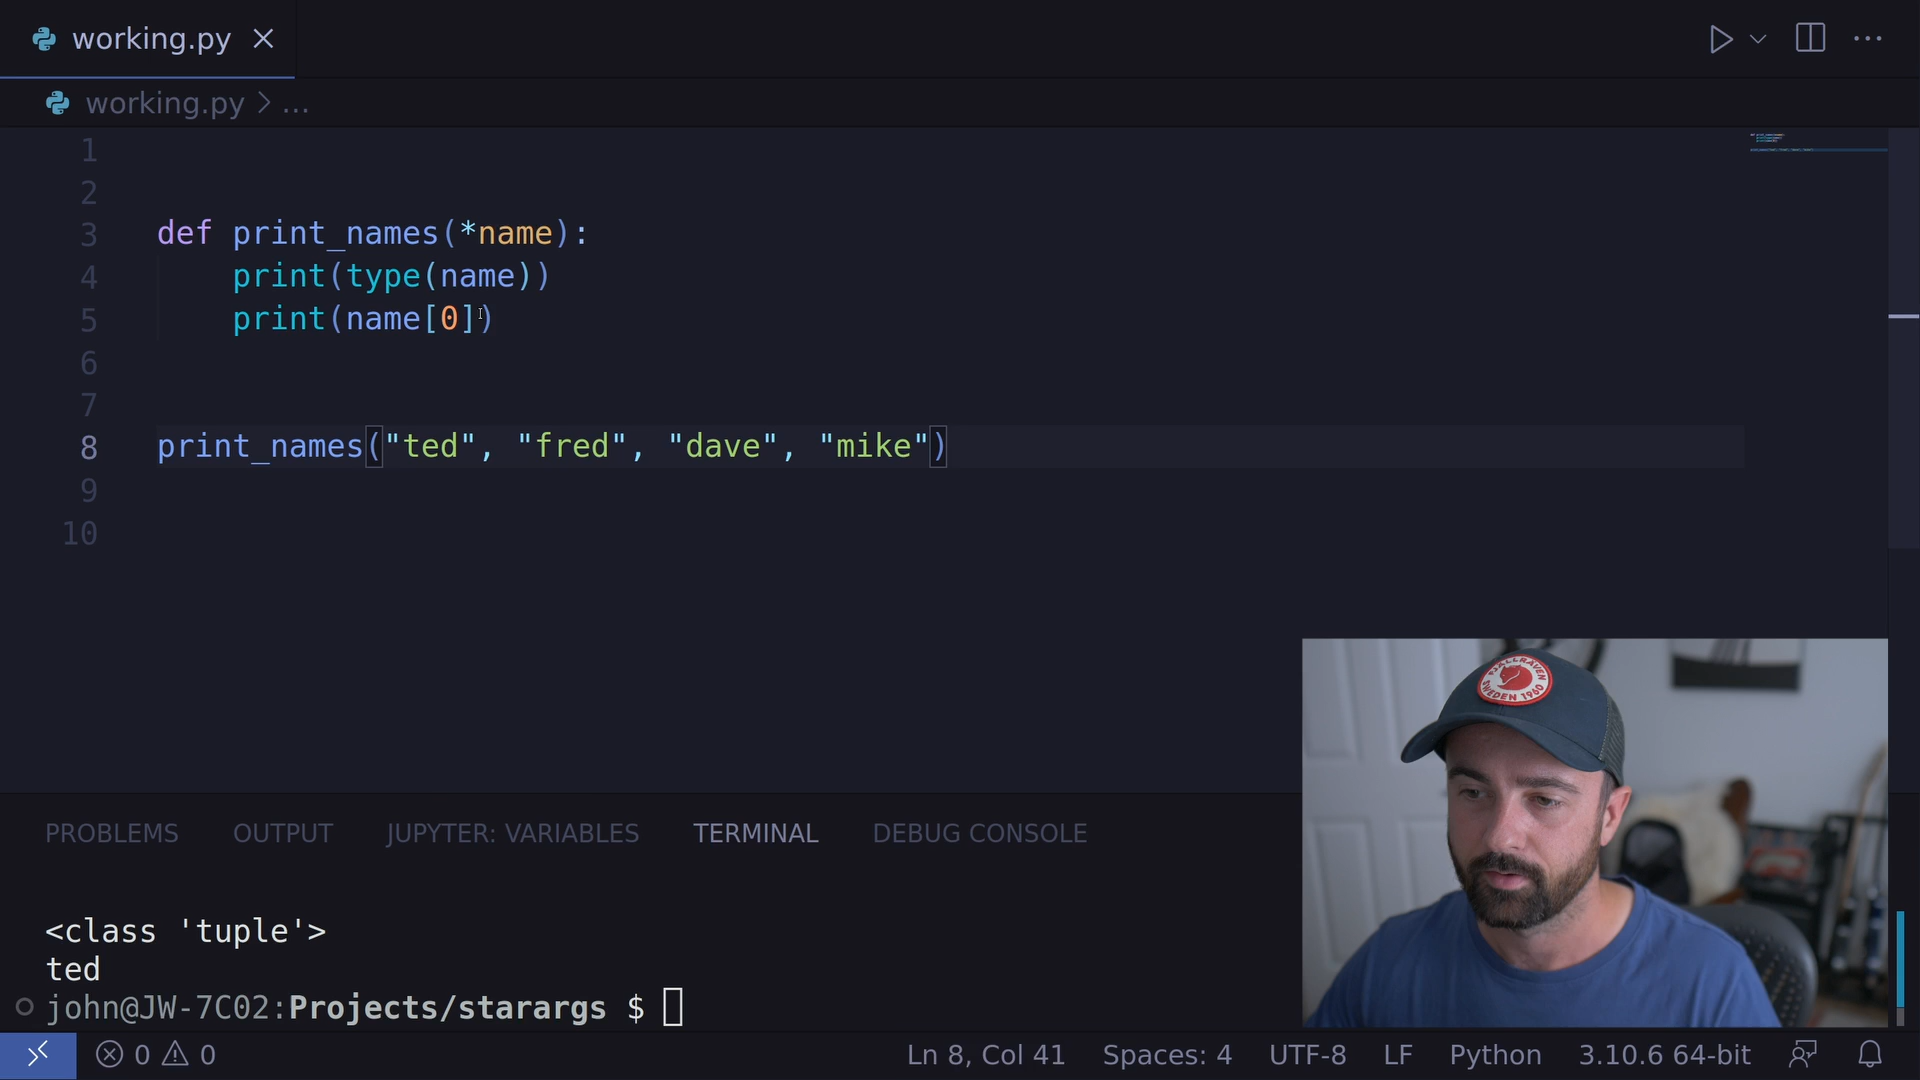 working.py
working.py > ...
1
2
3 def print_names(*name):
4 print(type(name))
5 print(name[0])
6
7
8 print_names("ted", "fred", "dave", "mike")
9
10
FJÄLLRÄVEN
SWEDEN 1960
PROBLEMS OUTPUT JUPYTER: VARIABLES TERMINAL DEBUG CONSOLE
<class 'tuple'>
ted
john@JW-7C02:Projects/starargs $
0 0 Ln 8, Col 41 Spaces: 4 UTF-8 LF Python 3.10.6 64-bit